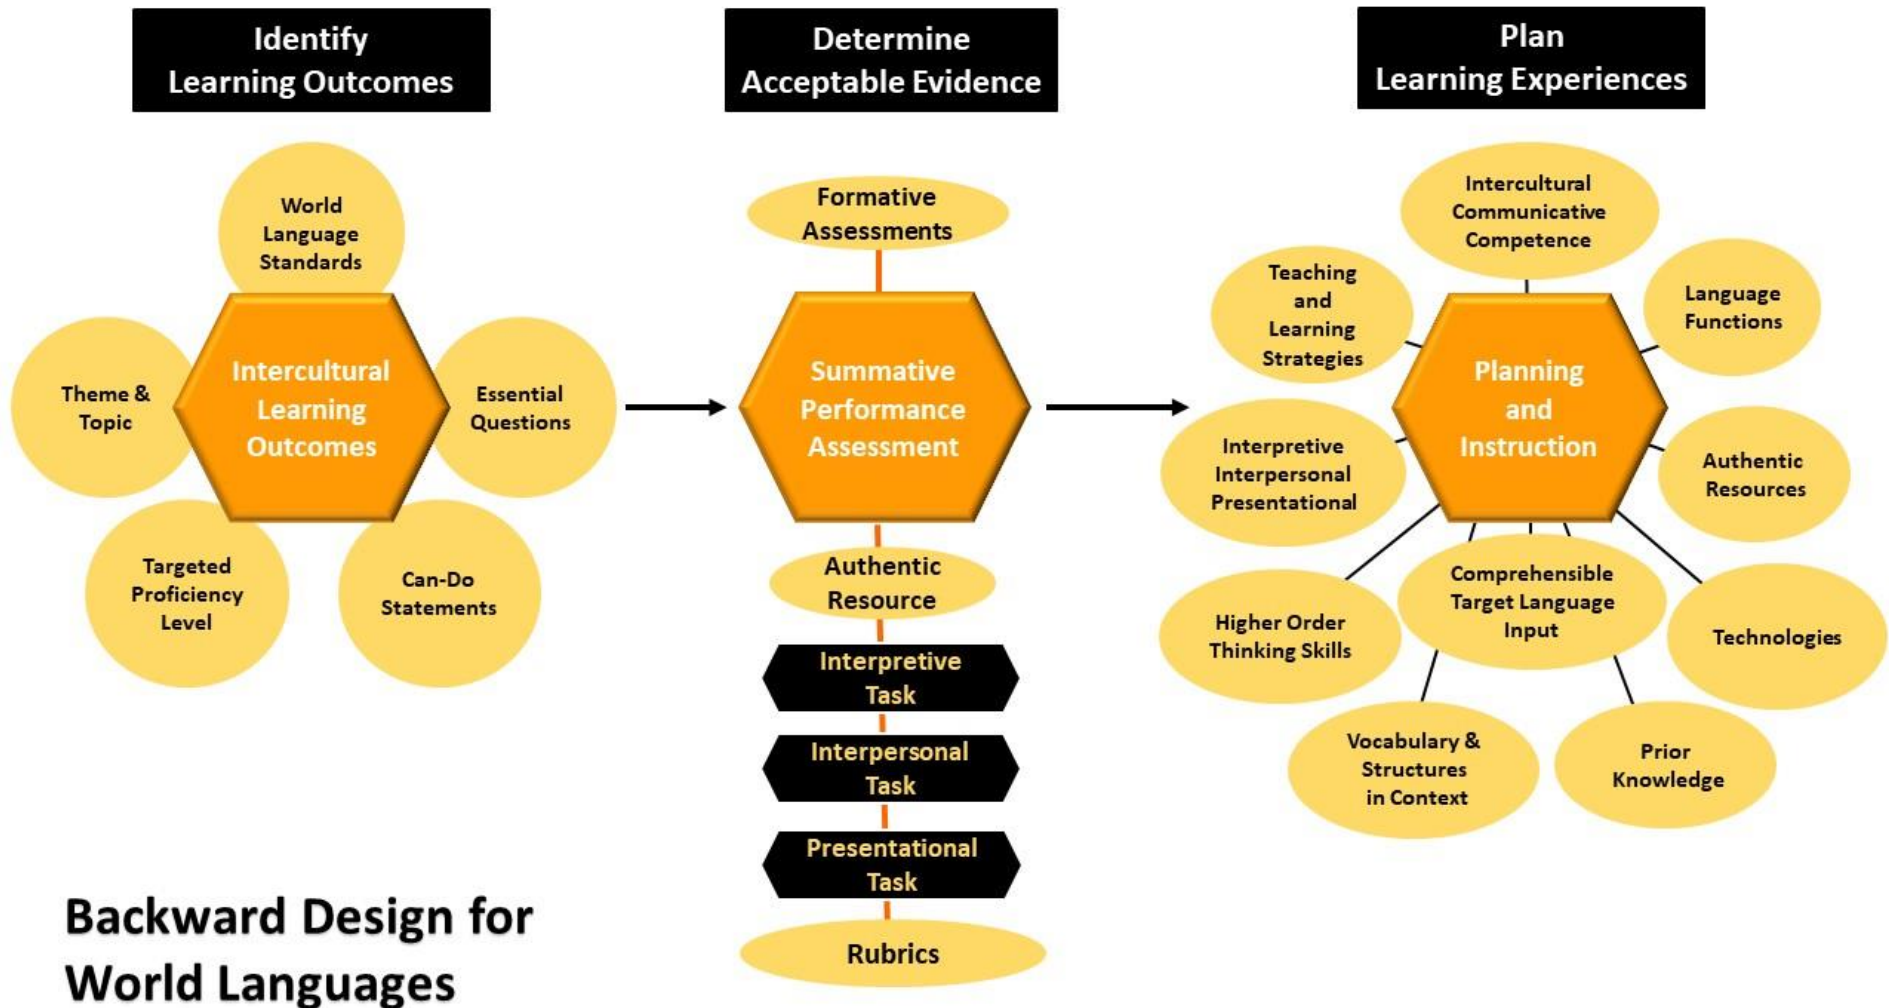 Identify
Learning Outcomes
World
Language
Standards
Theme &
Topic
Intercultural
Learning
Outcomes
Essential
Questions
Targeted
Proficiency
Level
Can-Do
Statements
Determine
Acceptable Evidence
Formative
Assessments
Summative
Performance
Assessment
Authentic
Resource
Interpretive
Task
Interpersonal
Task
Presentational
Task
Rubrics
Plan
Learning Experiences
Intercultural
Communicative
Competence
Teaching
and
Learning
Strategies
Language
Functions
Planning
and
Instruction
Interpretive
Interpersonal
Presentational
Authentic
Resources
Higher Order
Thinking Skills
Comprehensible
Target Language
Input
Technologies
Vocabulary &
Structures
in Context
Prior
Knowledge
Backward Design for
World Languages